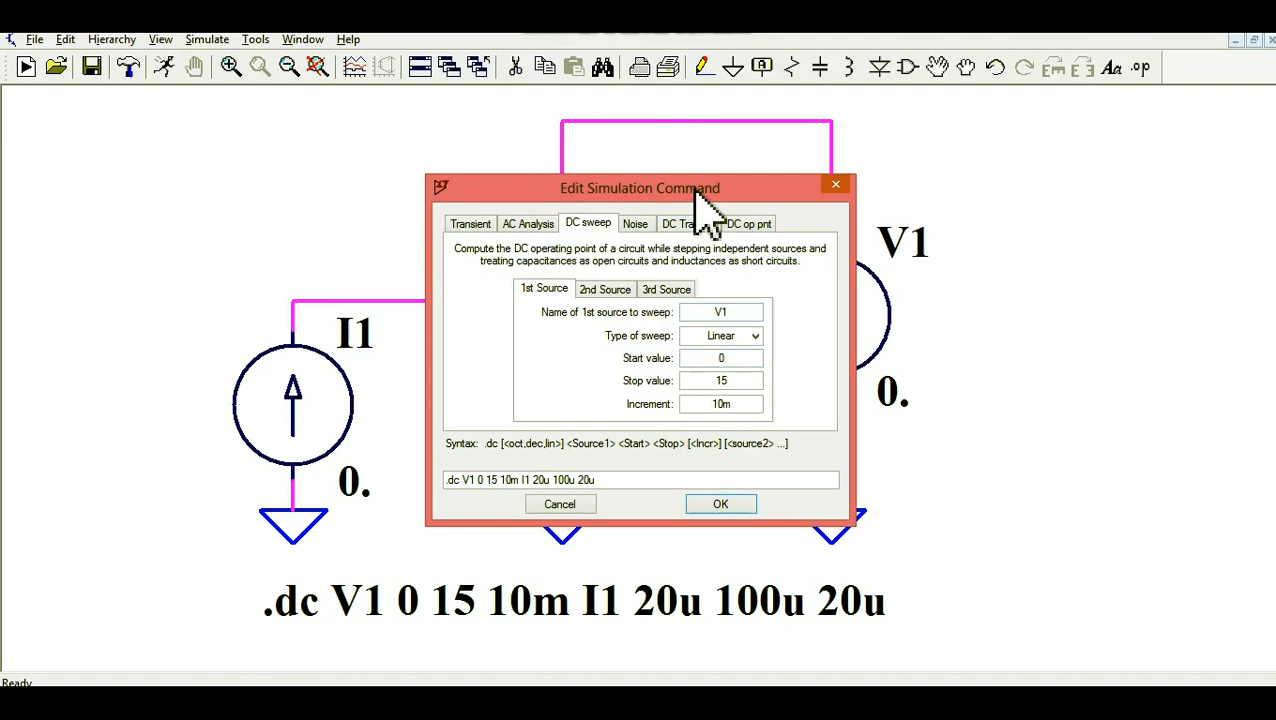 File Edit Hierarchy View Simulate Tools Window Help
.op
Edit Simulation Command
Transient AC Analysis DC sweep Noise DC op pnt
Compute the DC operating point of a circuit while stepping independent sources and
treating capacitances as open circuits and inductances as short circuits.
1st Source 2nd Source 3rd Source
Name of 1st source to sweep: V1
Type of sweep: Linear
Start value: 0
Stop value: 15
Increment: 10m
Syntax: .dc [<oct,dec,lin>] <Source1> <Start> <Stop> [<Incr>] [<source2> ...]
.dc V1 0 15 10m I1 20u 100u 20u
Cancel OK
V1
0.
I1
0.
.dc V1 0 15 10m I1 20u 100u 20u
Ready